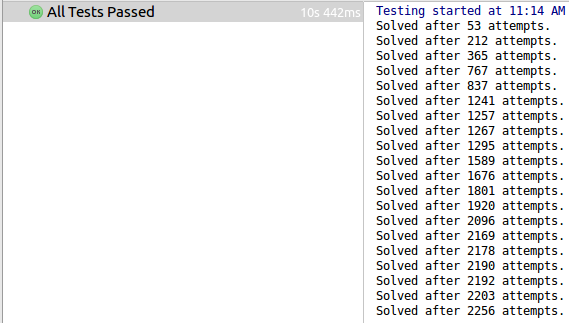 OK All Tests Passed 10s 442ms
Testing started at 11:14 AM
Solved after 53 attempts.
Solved after 212 attempts.
Solved after 365 attempts.
Solved after 767 attempts.
Solved after 837 attempts.
Solved after 1241 attempts.
Solved after 1257 attempts.
Solved after 1267 attempts.
Solved after 1295 attempts.
Solved after 1589 attempts.
Solved after 1676 attempts.
Solved after 1801 attempts.
Solved after 1920 attempts.
Solved after 2096 attempts.
Solved after 2169 attempts.
Solved after 2178 attempts.
Solved after 2190 attempts.
Solved after 2192 attempts.
Solved after 2203 attempts.
Solved after 2256 attempts.